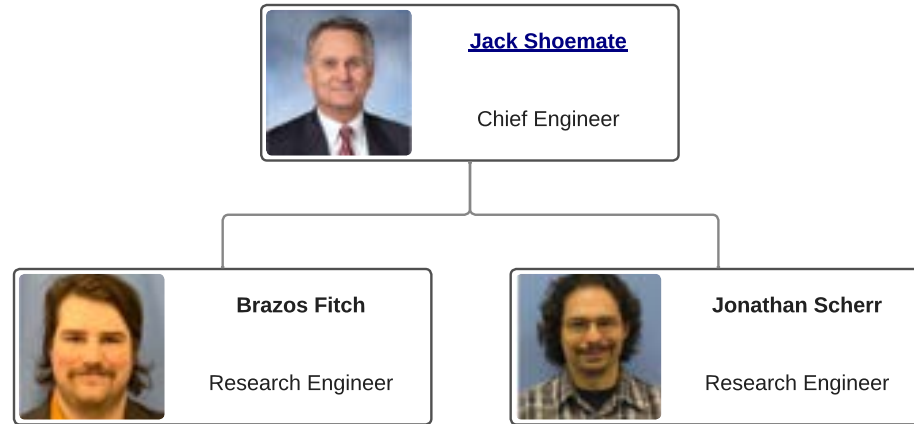 Jack Shoemate
Chief Engineer
Brazos Fitch
Research Engineer
Jonathan Scherr
Research Engineer